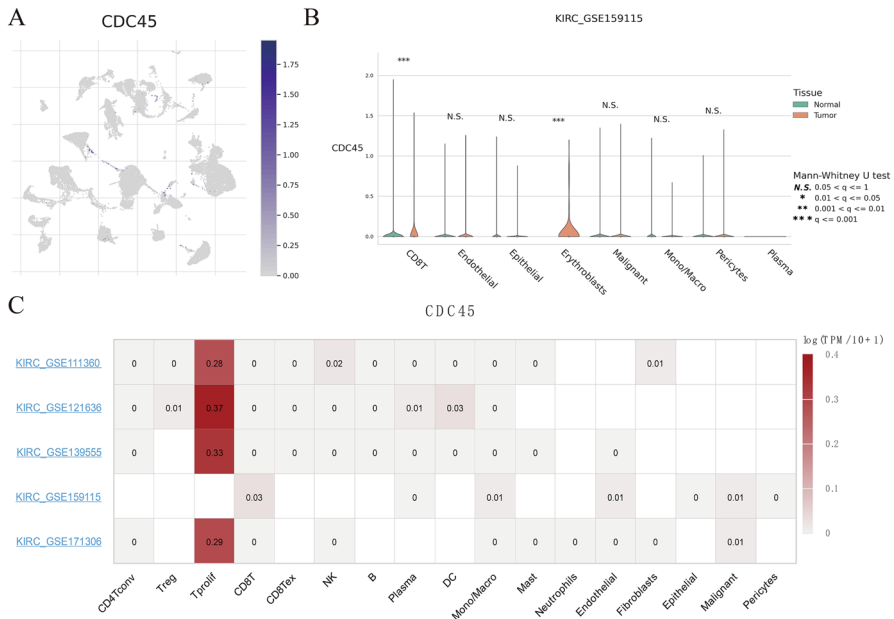 A
CDC45
1.75
1.50
1.25
1.00
0.75
0.50
0.25
0.00
B
KIRC_GSE159115
CDC45
2.0
1.5
1.0
0.5
0.0
***
N.S.
N.S.
***
N.S.
N.S.
N.S.
CD8T
Endothelial
Epithelial
Erythroblasts
Malignant
Mono/Macro
Pericytes
Plasma
Tissue
Normal
Tumor
Mann-Whitney U test
N.S. 0.05 < q <= 1
* 0.01 < q <= 0.05
** 0.001 < q <= 0.01
*** q <= 0.001
C
CDC45
KIRC_GSE111360 0 0 0.28 0 0 0.02 0 0 0 0 0 0.01
KIRC_GSE121636 0 0.01 0.37 0 0 0 0 0.01 0.03 0
KIRC_GSE139555 0 0.33 0 0 0 0 0 0 0 0 0
KIRC_GSE159115 0.03 0 0.01 0.01 0 0.01 0
KIRC_GSE171306 0 0.29 0 0 0 0 0 0 0 0.01
CD4Tconv
Treg
Tprolif
CD8T
CD8Tex
NK
B
Plasma
DC
Mono/Macro
Mast
Neutrophils
Endothelial
Fibroblasts
Epithelial
Malignant
Pericytes
log(TPM/10+1)
0.4
0.3
0.2
0.1
0